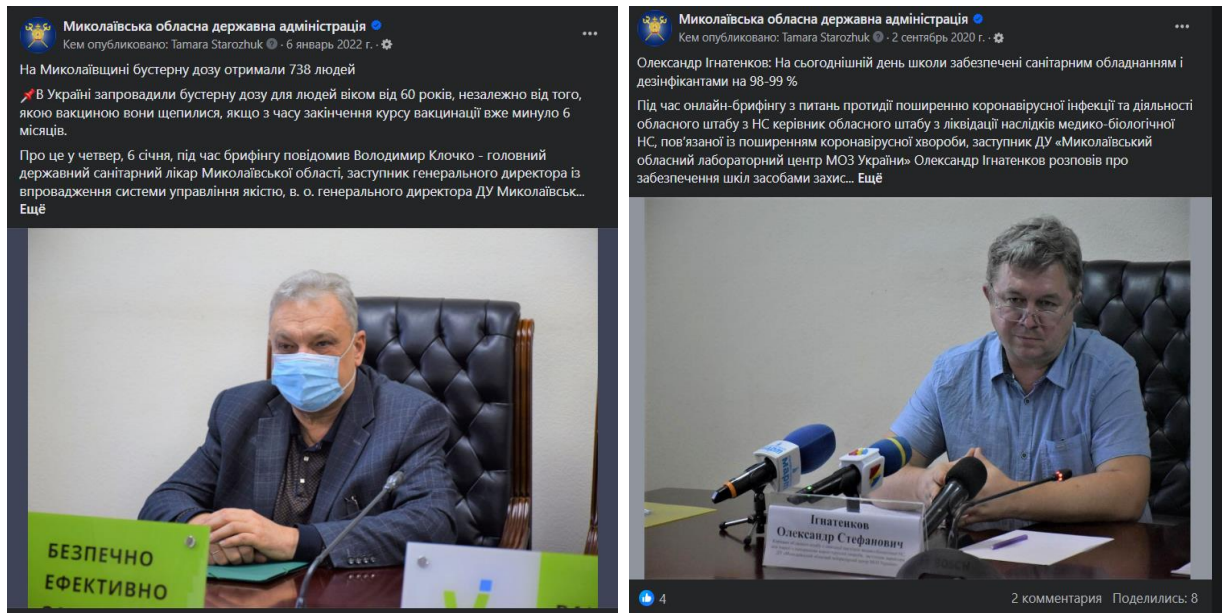 Миколаївська обласна державна адміністрація
Кем опубликовано: Tamara Starozhuk · 6 январь 2022 г. ·
На Миколаївщині бустерну дозу отримали 738 людей
📌В Україні запровадили бустерну дозу для людей віком від 60 років, незалежно від того,
якою вакциною вони щепилися, якщо з часу закінчення курсу вакцинації вже минуло 6
місяців.
Про це у четвер, 6 січня, під час брифінгу повідомив Володимир Клочко - головний
державний санітарний лікар Миколаївської області, заступник генерального директора із
впровадження системи управління якістю, в. о. генерального директора ДУ Миколаївськ...
Ещё
БЕЗПЕЧНО
ЕФЕКТИВНО
Миколаївська обласна державна адміністрація
Кем опубликовано: Tamara Starozhuk · 2 сентябрь 2020 г. ·
Олександр Ігнатенков: На сьогоднішній день школи забезпечені санітарним обладнанням і
дезінфікантами на 98-99 %
Під час онлайн-брифінгу з питань протидії поширенню коронавірусної інфекції та діяльності
обласного штабу з НС керівник обласного штабу з ліквідації наслідків медико-біологічної
НС, пов'язаної із поширенням коронавірусної хвороби, заступник ДУ «Миколаївський
обласний лабораторний центр МОЗ України» Олександр Ігнатенков розповів про
забезпечення шкіл засобами захис... Ещё
Ігнатенков
Олександр Стефанович
4
2 комментария Поделились: 8